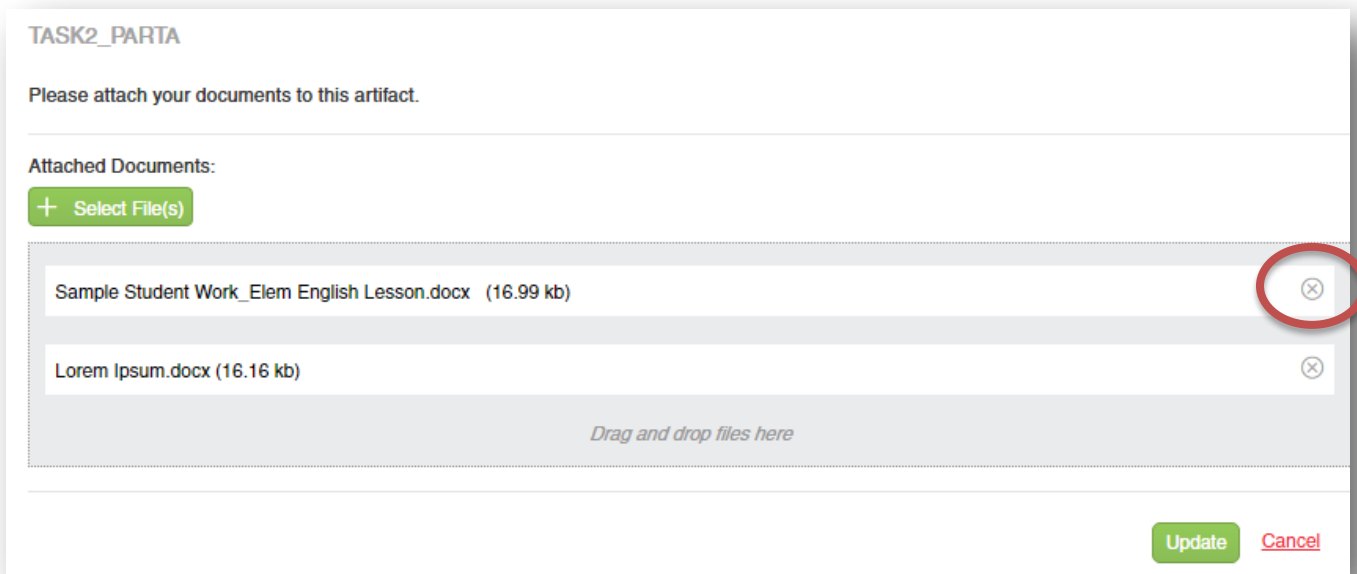 TASK2_PARTA
Please attach your documents to this artifact.
Attached Documents:
+ Select File(s)
Sample Student Work_Elem English Lesson.docx (16.99 kb)
Lorem Ipsum.docx (16.16 kb)
Drag and drop files here
Update Cancel